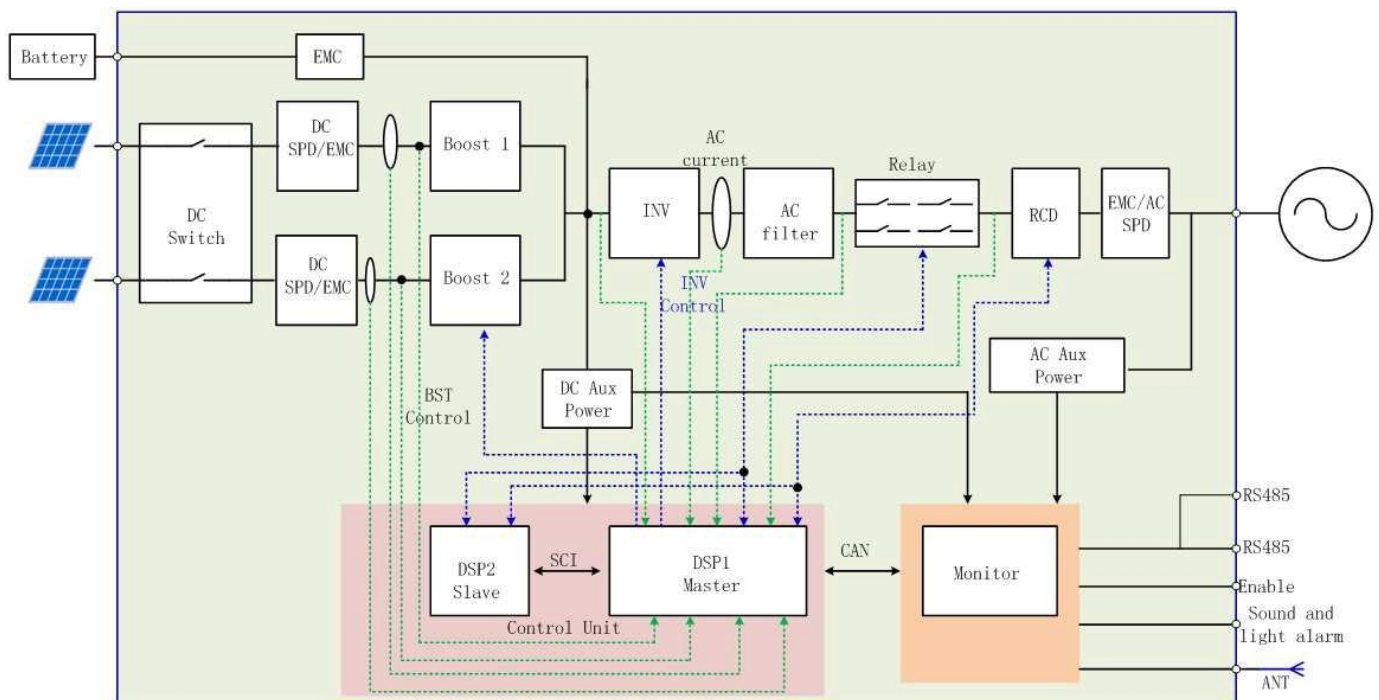 Battery
EMC
DC
SPD/EMC
Boost 1
DC
Switch
DC
SPD/EMC
Boost 2
INV
AC
current
AC
filter
Relay
RCD
EMC/AC
SPD
INV
Control
BST
Control
DC Aux
Power
AC Aux
Power
DSP2
Slave
SCI
DSP1
Master
Control Unit
CAN
Monitor
RS485
RS485
Enable
Sound and
light alarm
ANT